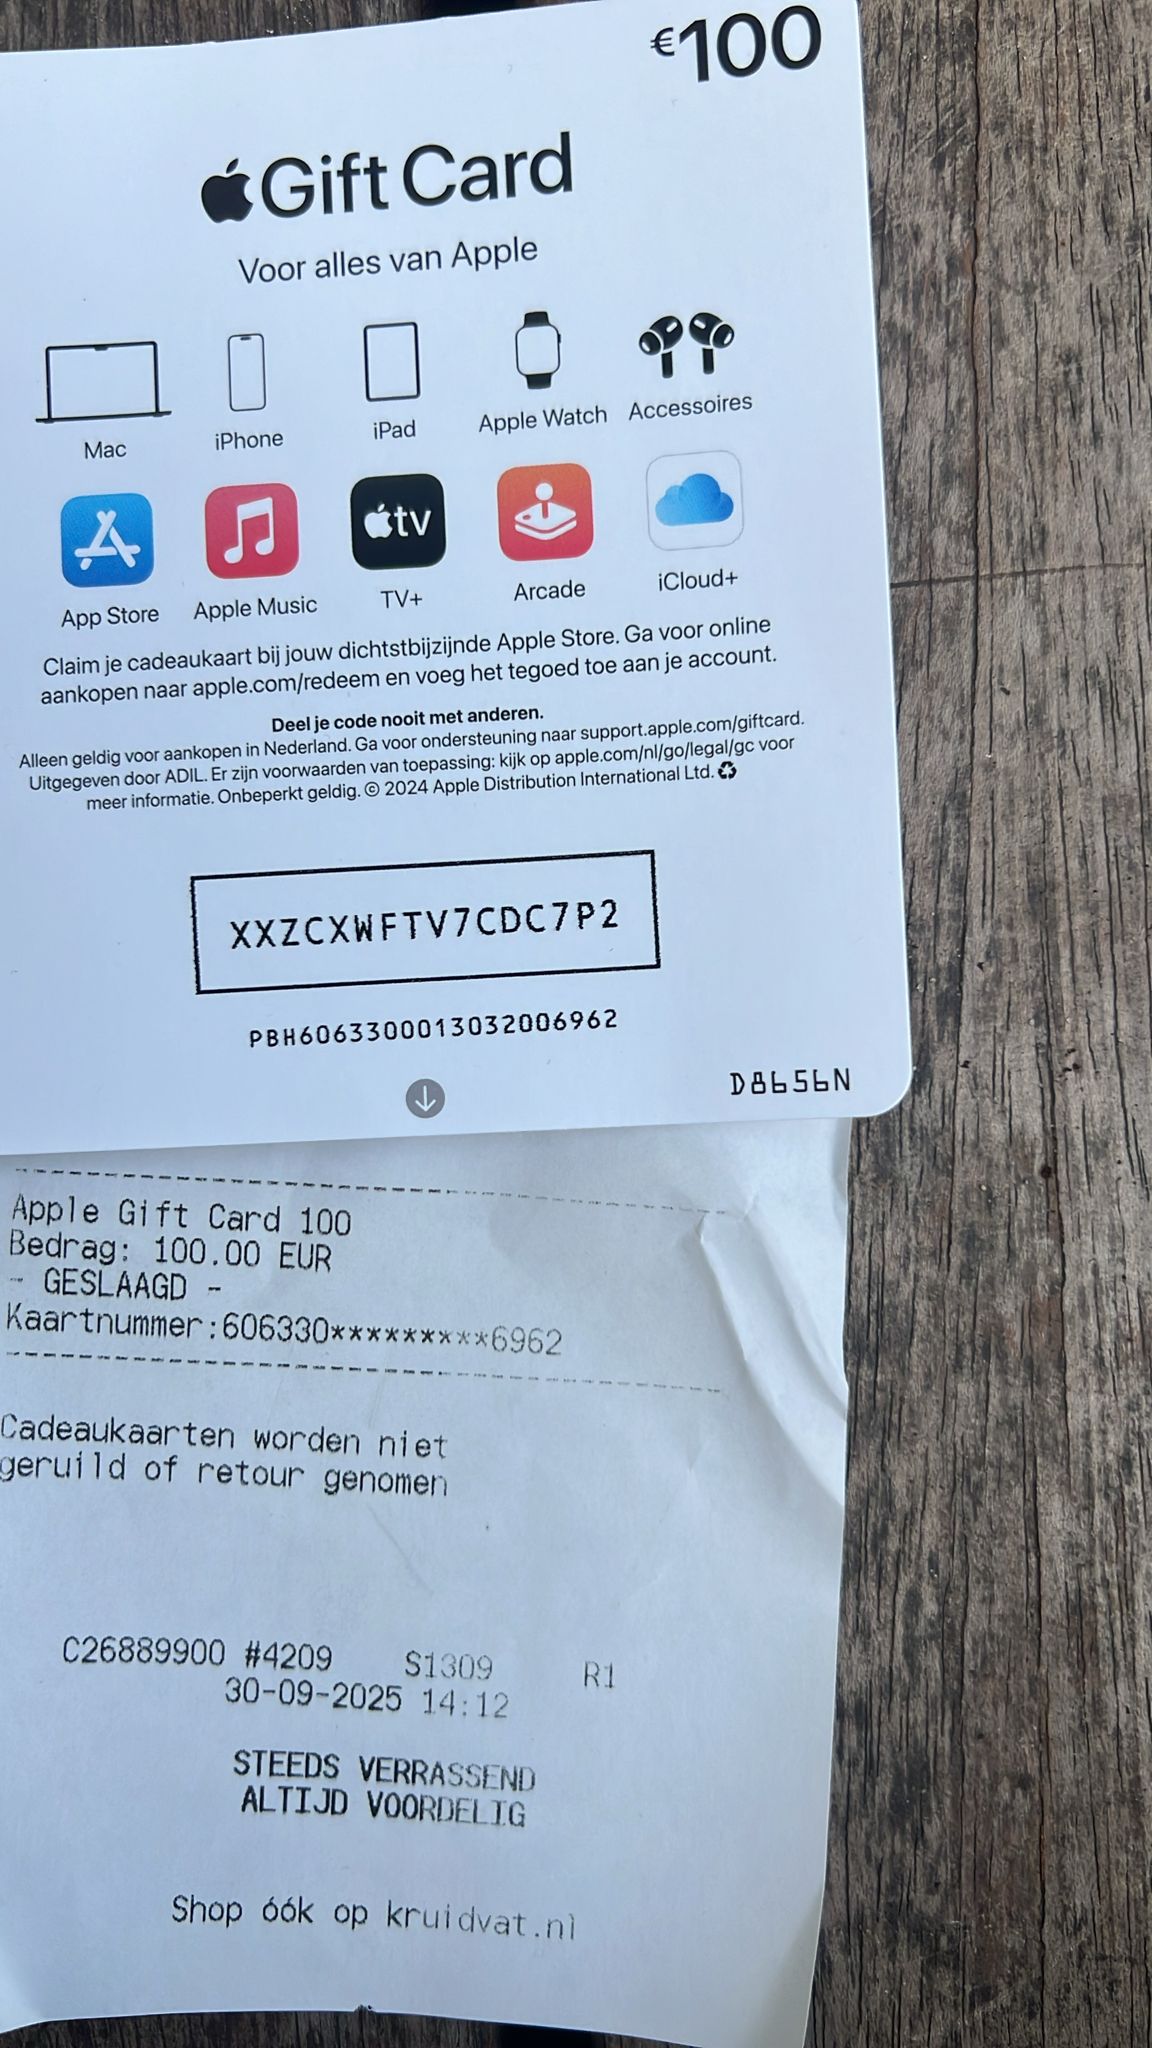 €100
Gift Card
Voor alles van Apple
Mac
iPhone
iPad
Apple Watch
Accessoires
tv
App Store
Apple Music
TV+
Arcade
iCloud+
Claim je cadeaukaart bij jouw dichtstbijzijnde Apple Store. Ga voor online
aankopen naar apple.com/redeem en voeg het tegoed toe aan je account.
Deel je code nooit met anderen.
Alleen geldig voor aankopen in Nederland. Ga voor ondersteuning naar support.apple.com/giftcard.
Uitgegeven door ADIL. Er zijn voorwaarden van toepassing: kijk op apple.com/nl/go/legal/gc voor
meer informatie. Onbeperkt geldig. © 2024 Apple Distribution International Ltd.
XXZCXWFTV7CDC7P2
PBH6063300013032006962
D8656N
Apple Gift Card 100
Bedrag: 100.00 EUR
- GESLAAGD -
Kaartnummer:606330*********6962
Cadeaukaarten worden niet
geruild of retour genomen
C26889900 #4209 S1309 R1
30-09-2025 14:12
STEEDS VERRASSEND
ALTIJD VOORDELIG
Shop óók op kruidvat.nl